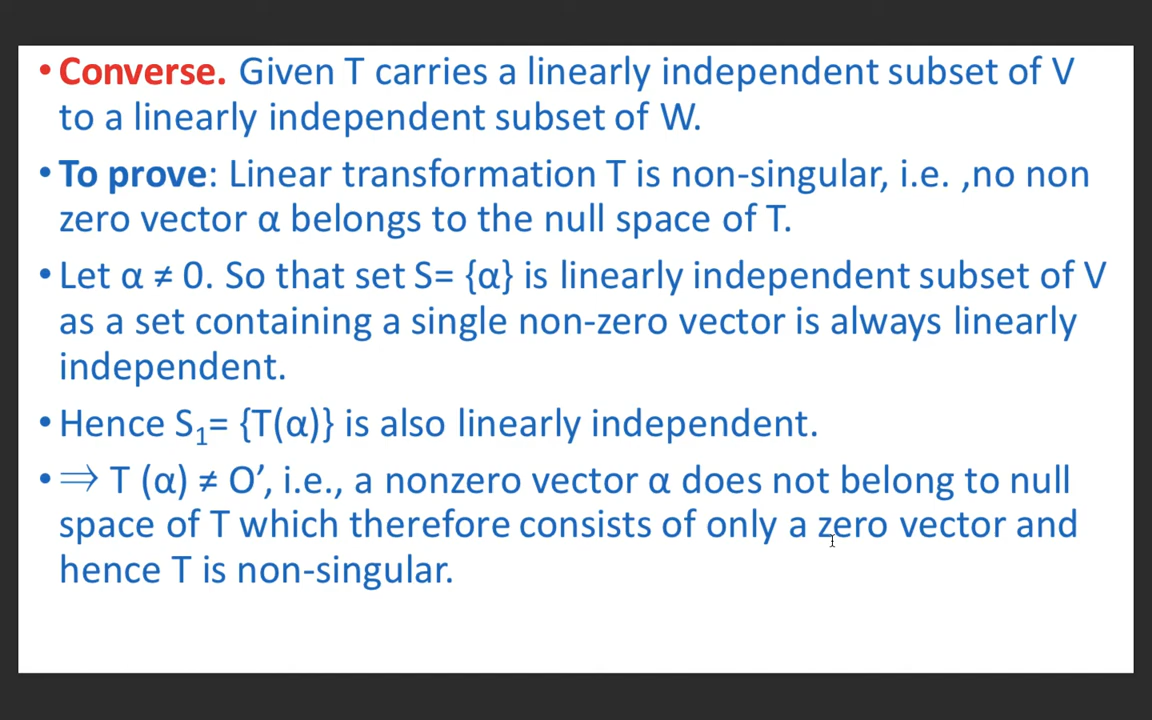 • Converse. Given T carries a linearly independent subset of V
to a linearly independent subset of W.
• To prove: Linear transformation T is non-singular, i.e. ,no non
zero vector α belongs to the null space of T.
• Let α ≠ 0. So that set S= {α} is linearly independent subset of V
as a set containing a single non-zero vector is always linearly
independent.
• Hence S₁= {T(α)} is also linearly independent.
• ⟹ T (α) ≠ O’, i.e., a nonzero vector α does not belong to null
space of T which therefore consists of only a zero vector and
hence T is non-singular.